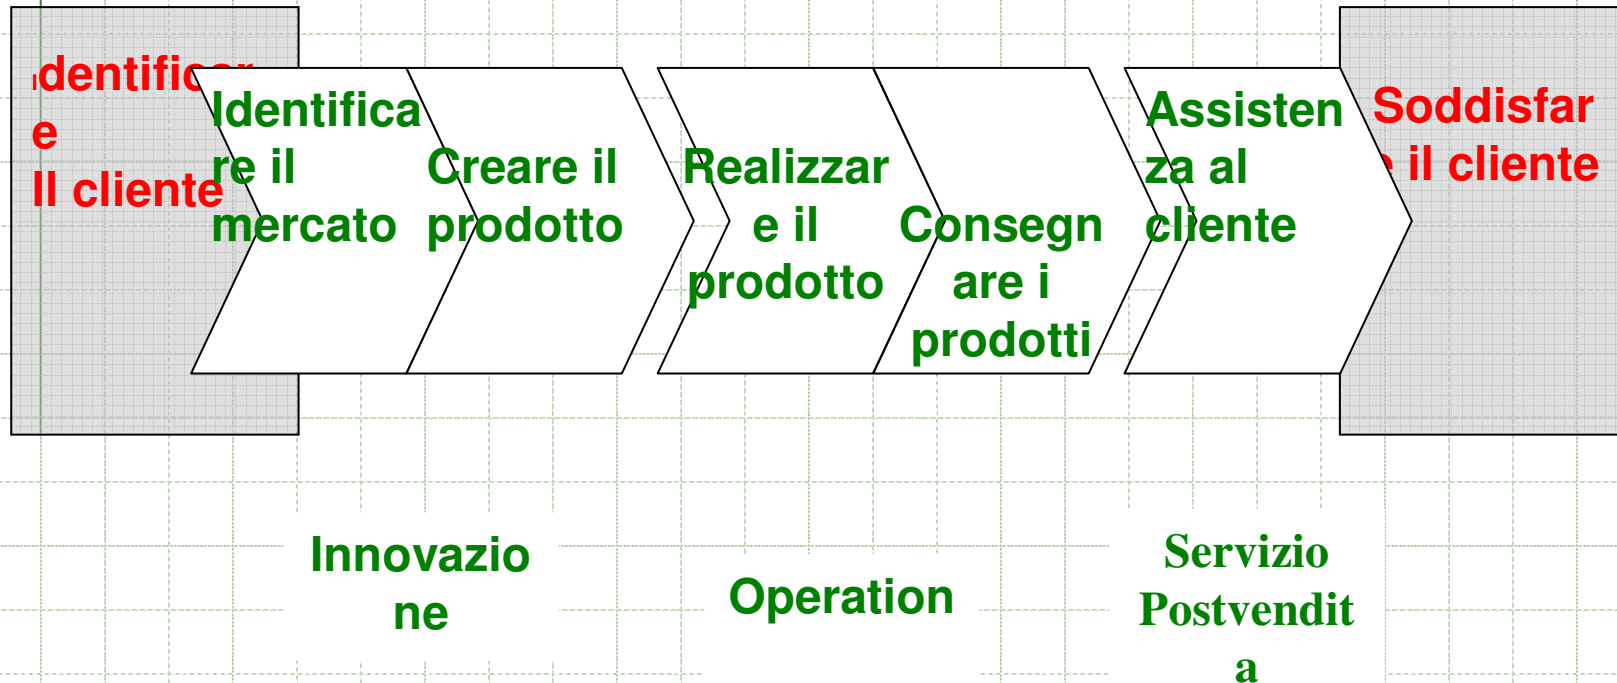 Identificar
e
Il cliente
Identifica
re il
mercato
Creare il
prodotto
Realizzar
e il
prodotto
Consegn
are i
prodotti
Assisten
za al
cliente
Soddisfar
e il cliente
Innovazio
ne
Operation
Servizio
Postvendit
a